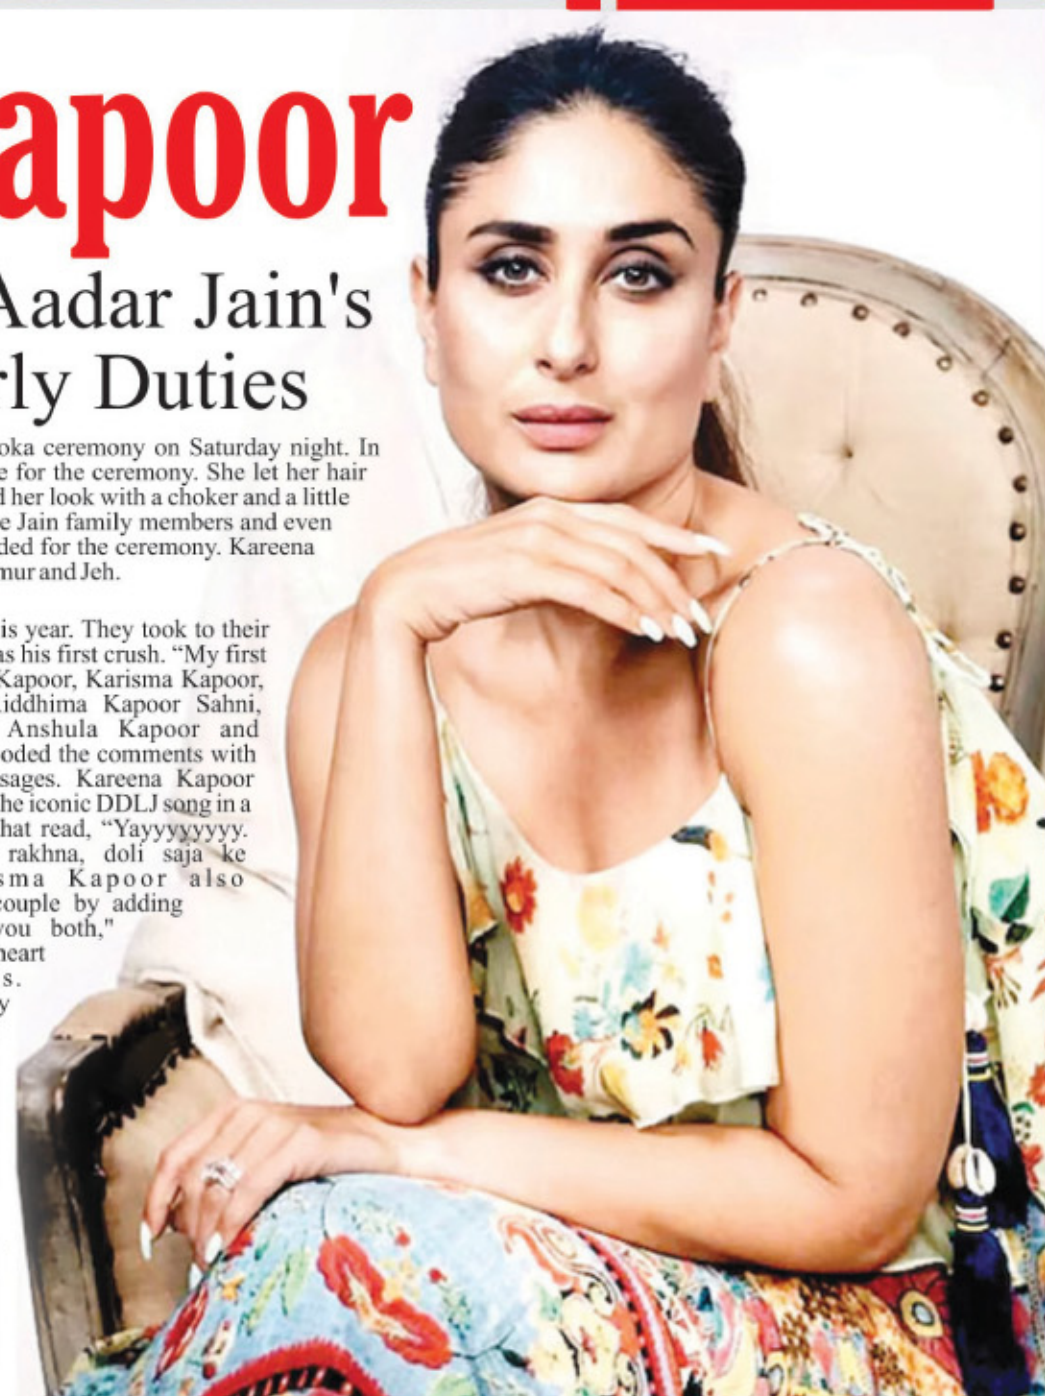 apoor
Aadar Jain's
rly Duties
oka ceremony on Saturday night. In
e for the ceremony. She let her hair
d her look with a choker and a little
e Jain family members and even
ded for the ceremony. Kareena
mur and Jeh.
is year. They took to their
as his first crush. “My first
Kapoor, Karisma Kapoor,
iddhima Kapoor Sahni,
Anshula Kapoor and
oded the comments with
sages. Kareena Kapoor
he iconic DDLJ song in a
hat read, “Yayyyyyyyy.
rakhna, doli saja ke
sma Kapoor also
couple by adding
you both,"
heart
s.
y